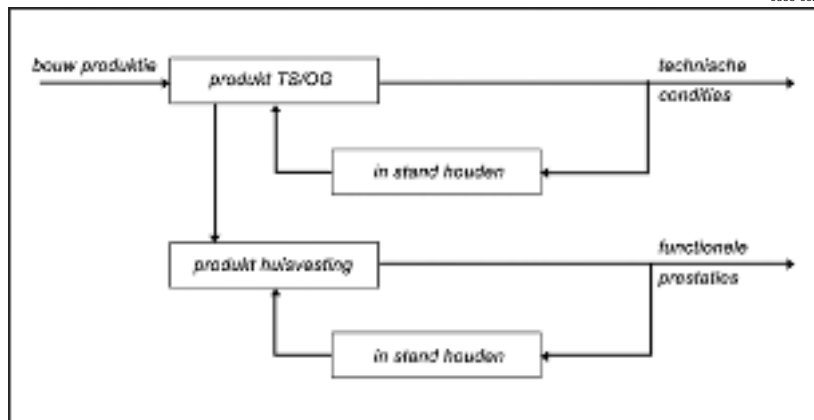 bouw produktie
produkt TS/OG
technische
condities
in stand houden
produkt huisvesting
functionele
prestaties
in stand houden